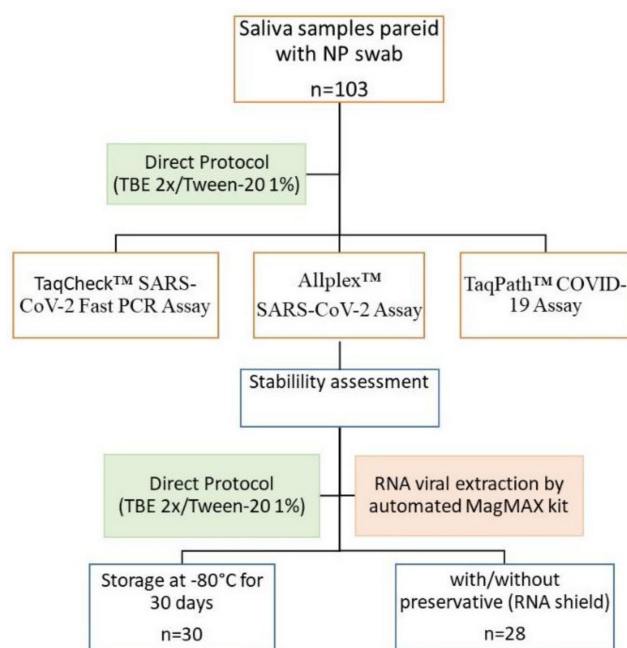 Saliva samples pareid
with NP swab
n=103
Direct Protocol
(TBE 2x/Tween-20 1%)
TaqCheck™ SARS-
CoV-2 Fast PCR Assay
Allplex™
SARS-CoV-2 Assay
TaqPath™ COVID-
19 Assay
Stabilility assessment
Direct Protocol
(TBE 2x/Tween-20 1%)
RNA viral extraction by
automated MagMAX kit
Storage at -80°C for
30 days
n=30
with/without
preservative (RNA shield)
n=28